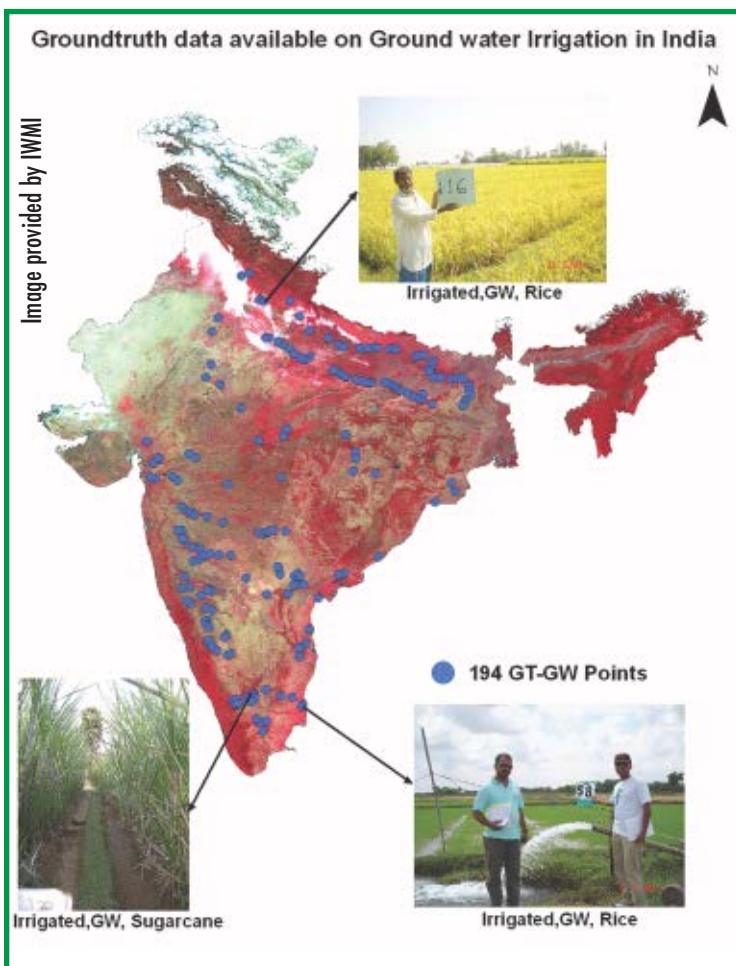 Groundtruth data available on Ground water Irrigation in India
Image provided by IWMI
N
116
Irrigated,GW, Rice
194 GT-GW Points
58
Irrigated,GW, Sugarcane
Irrigated,GW, Rice